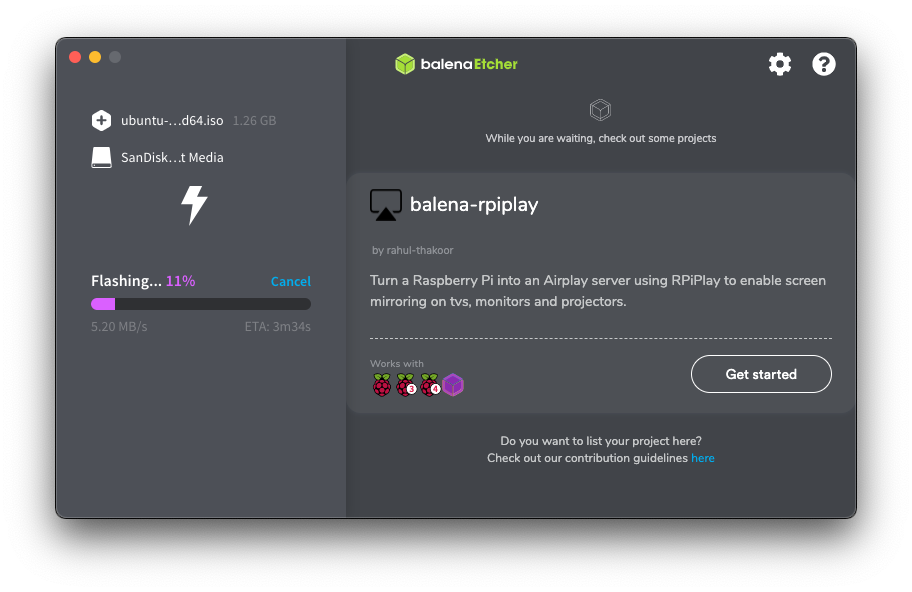 balenaEtcher
ubuntu-...d64.iso 1.26 GB
SanDisk...t Media
Flashing... 11% Cancel
5.20 MB/s ETA: 3m34s
While you are waiting, check out some projects
balena-rpiplay
by rahul-thakoor
Turn a Raspberry Pi into an Airplay server using RPiPlay to enable screen
mirroring on tvs, monitors and projectors.
Works with
3 4
Get started
Do you want to list your project here?
Check out our contribution guidelines here